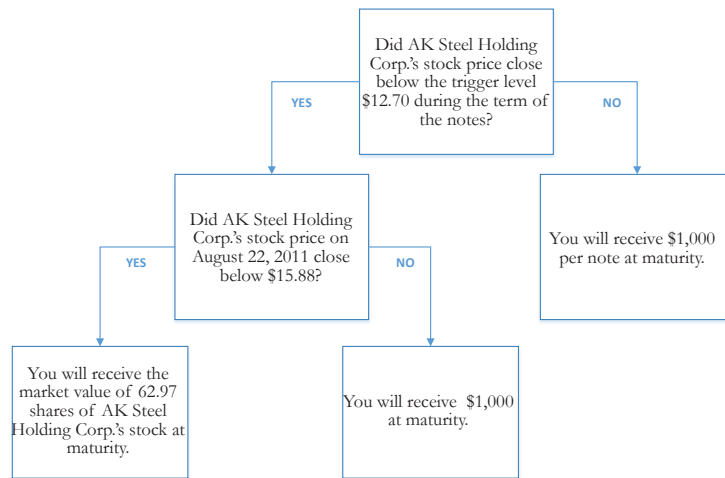 Did AK Steel Holding
Corp.'s stock price close
below the trigger level
$12.70 during the term of
the notes?
YES
NO
Did AK Steel Holding
Corp.'s stock price on
August 22, 2011 close
below $15.88?
You will receive $1,000
per note at maturity.
YES
NO
You will receive the
market value of 62.97
shares of AK Steel
Holding Corp.'s stock at
maturity.
You will receive $1,000
at maturity.